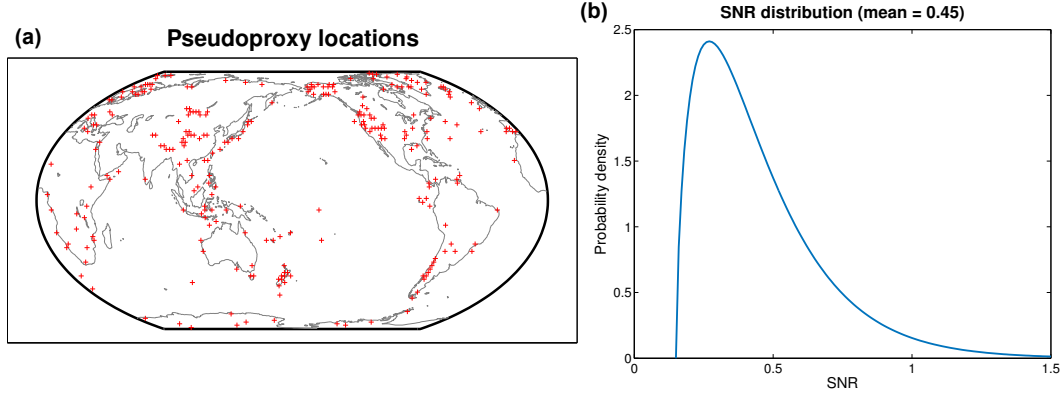 (a)
Pseudoproxy locations
(b)
SNR distribution (mean = 0.45)
Probability density
2.5
2
1.5
1
0.5
0
0
0.5
1
1.5
SNR